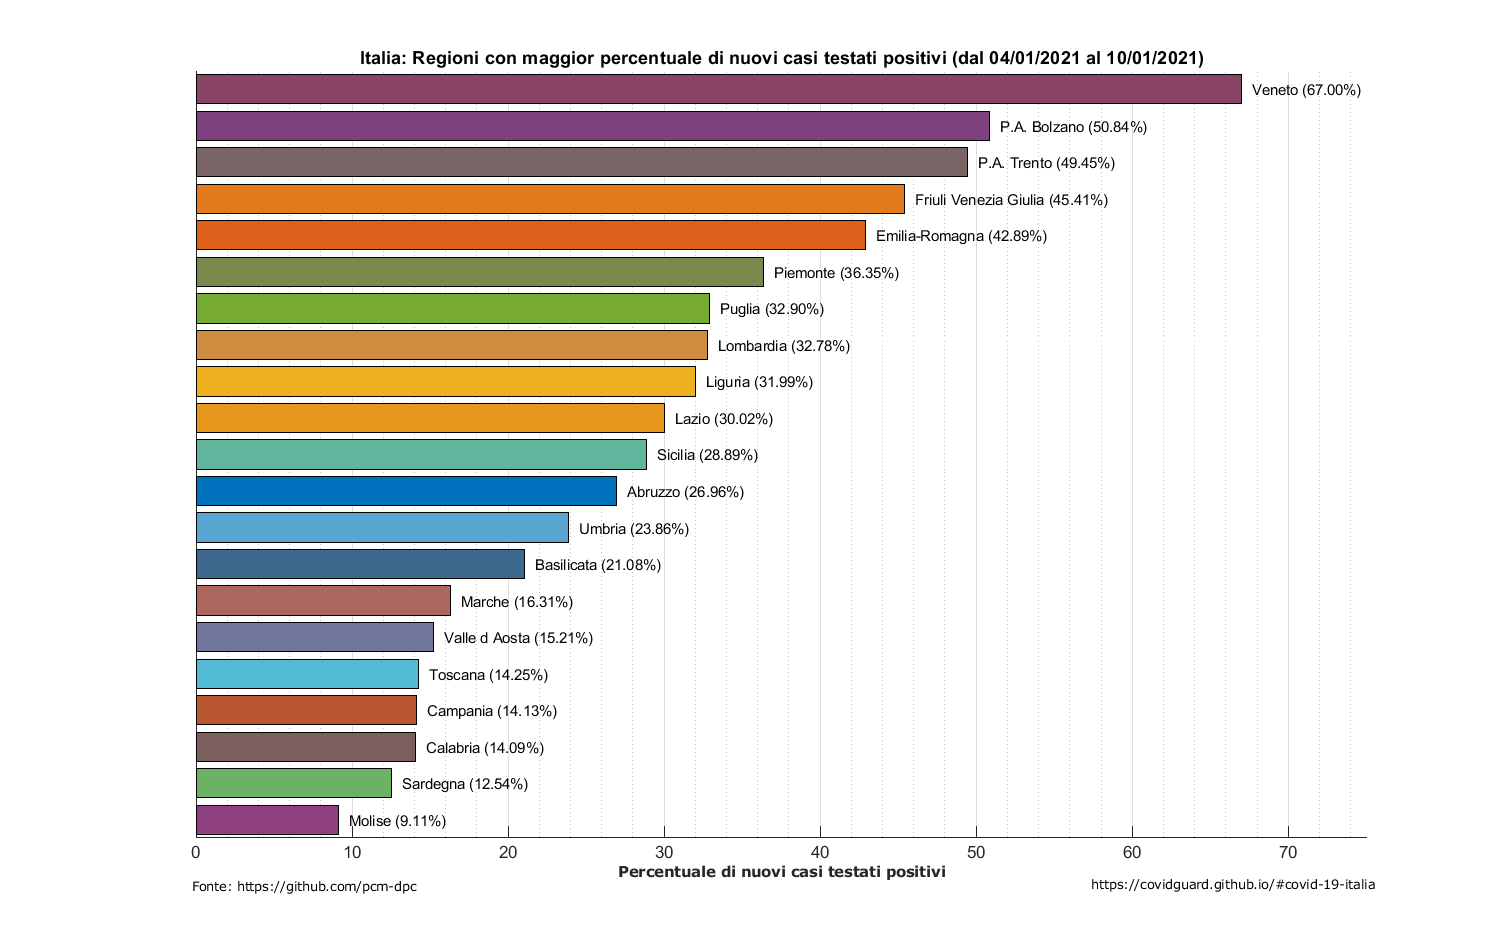 Italia: Regioni con maggior percentuale di nuovi casi testati positivi (dal 04/01/2021 al 10/01/2021)
Veneto (67.00%)
P.A. Bolzano (50.84%)
P.A. Trento (49.45%)
Friuli Venezia Giulia (45.41%)
Emilia-Romagna (42.89%)
Piemonte (36.35%)
Puglia (32.90%)
Lombardia (32.78%)
Liguria (31.99%)
Lazio (30.02%)
Sicilia (28.89%)
Abruzzo (26.96%)
Umbria (23.86%)
Basilicata (21.08%)
Marche (16.31%)
Valle d Aosta (15.21%)
Toscana (14.25%)
Campania (14.13%)
Calabria (14.09%)
Sardegna (12.54%)
Molise (9.11%)
0 10 20 30 40 50 60 70
Percentuale di nuovi casi testati positivi
Fonte: https://github.com/pcm-dpc
https://covidguard.github.io/#covid-19-italia